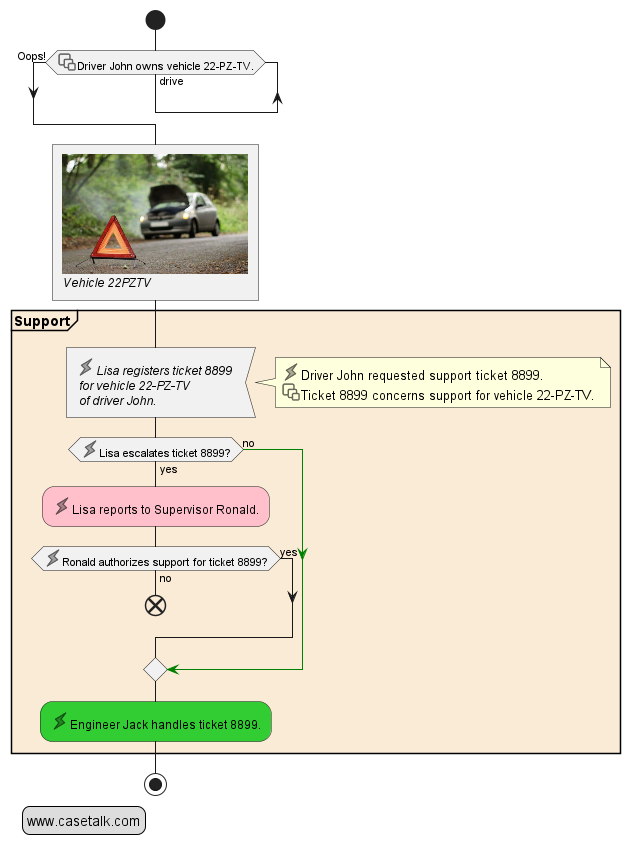 Oops!
Driver John owns vehicle 22-PZ-TV.
drive
Vehicle 22PZTV
Support
Lisa registers ticket 8899
for vehicle 22-PZ-TV
of driver John.
Driver John requested support ticket 8899.
Ticket 8899 concerns support for vehicle 22-PZ-TV.
Lisa escalates ticket 8899?
no
yes
Lisa reports to Supervisor Ronald.
Ronald authorizes support for ticket 8899?
yes
no
Engineer Jack handles ticket 8899.
www.casetalk.com